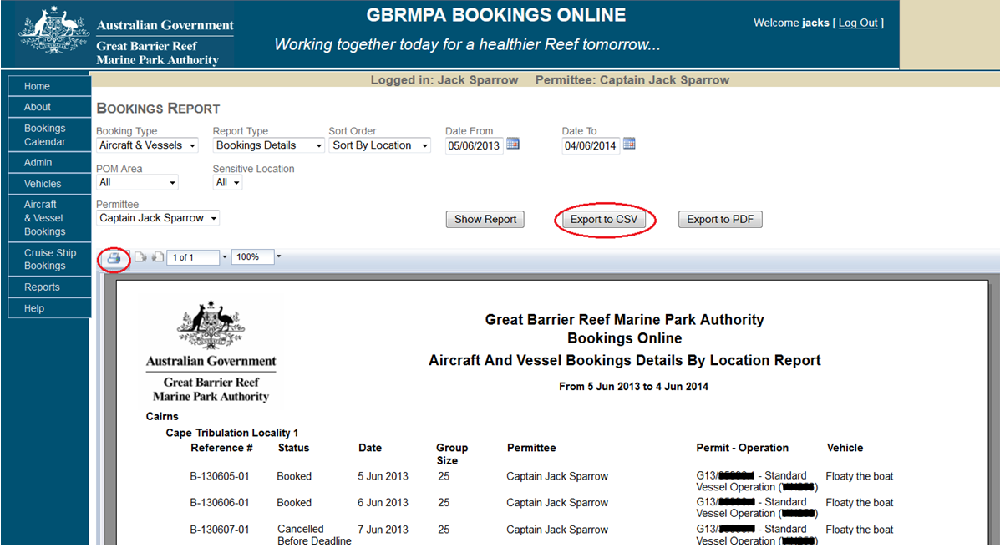 GBRMPA BOOKINGS ONLINE
Working together today for a healthier Reef tomorrow...
Welcome jacks [ Log Out ]
Australian Government
Great Barrier Reef
Marine Park Authority
Logged in: Jack Sparrow Permittee: Captain Jack Sparrow
Home
About
Bookings
Calendar
Admin
Vehicles
Aircraft
& Vessel
Bookings
Cruise Ship
Bookings
Reports
Help
BOOKINGS REPORT
Booking Type Report Type Sort Order Date From Date To
Aircraft & Vessels Bookings Details Sort By Location 05/06/2013 04/06/2014
POM Area Sensitive Location
All All
Permittee
Captain Jack Sparrow Show Report Export to CSV Export to PDF
1 of 1 100%
Australian Government
Great Barrier Reef
Marine Park Authority
Great Barrier Reef Marine Park Authority
Bookings Online
Aircraft And Vessel Bookings Details By Location Report
From 5 Jun 2013 to 4 Jun 2014
Cairns
Cape Tribulation Locality 1
Reference # Status Date Group Permittee Permit - Operation Vehicle
Size
B-130605-01 Booked 5 Jun 2013 25 Captain Jack Sparrow G13/ - Standard Floaty the boat
Vessel Operation ( )
B-130606-01 Booked 6 Jun 2013 25 Captain Jack Sparrow G13/ - Standard Floaty the boat
Vessel Operation ( )
B-130607-01 Cancelled 7 Jun 2013 25 Captain Jack Sparrow G13/ - Standard Floaty the boat
Before Deadline Vessel Operation ( )